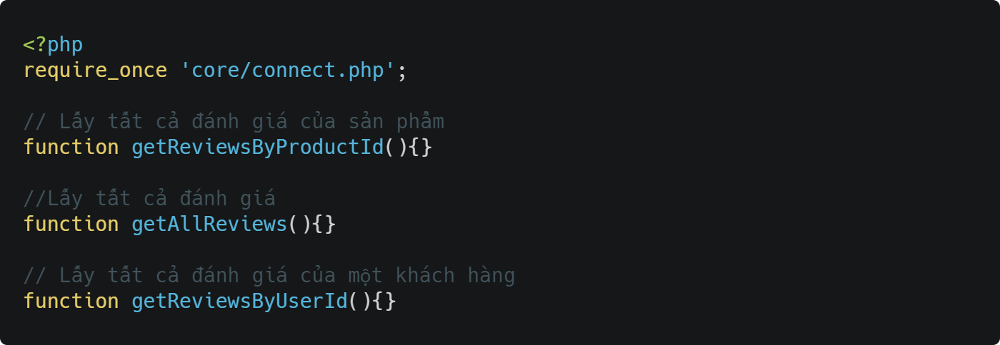 <?php
require_once 'core/connect.php';
// Lấy tất cả đánh giá của sản phẩm
function getReviewsByProductId(){}
//Lấy tất cả đánh giá
function getAllReviews(){}
// Lấy tất cả đánh giá của một khách hàng
function getReviewsByUserId(){}